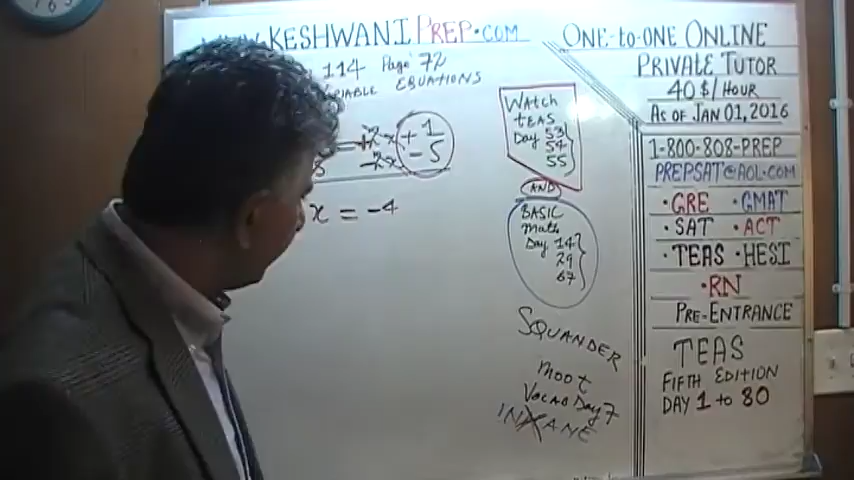 KESHWANIPREP.COM
114 Page 72
VARIABLE EQUATIONS
+ 1
- 5
x = -4
WATCH
TEAS
Day 53
54
55
AND
BASIC
Math
Day 14
29
67
SQUANDER
moot
VOCAB Day 7
INANE
ONE-TO-ONE ONLINE
PRIVATE TUTOR
40 $/HOUR
AS OF JAN 01, 2016
1-800-808-PREP
PREPSAT@AOL.COM
• GRE • GMAT
• SAT • ACT
• TEAS • HESI
• RN
PRE-ENTRANCE
TEAS
FIFTH EDITION
DAY 1 to 80